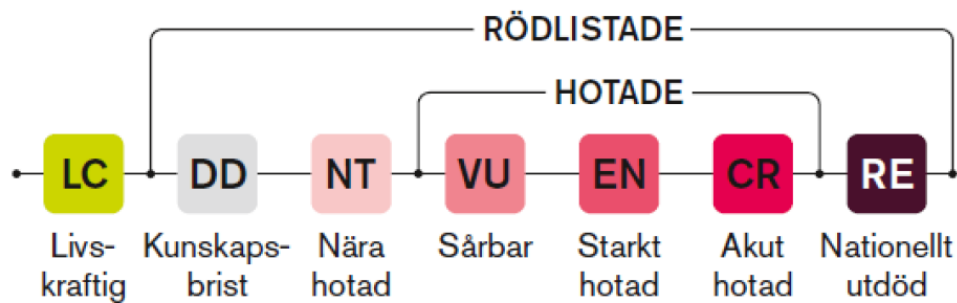 RÖDLISTADE
HOTADE
LC DD NT VU EN CR RE
Livs- Kunskaps- Nära Sårbar Starkt Akut Nationellt
kraftig brist hotad hotad hotad utdöd